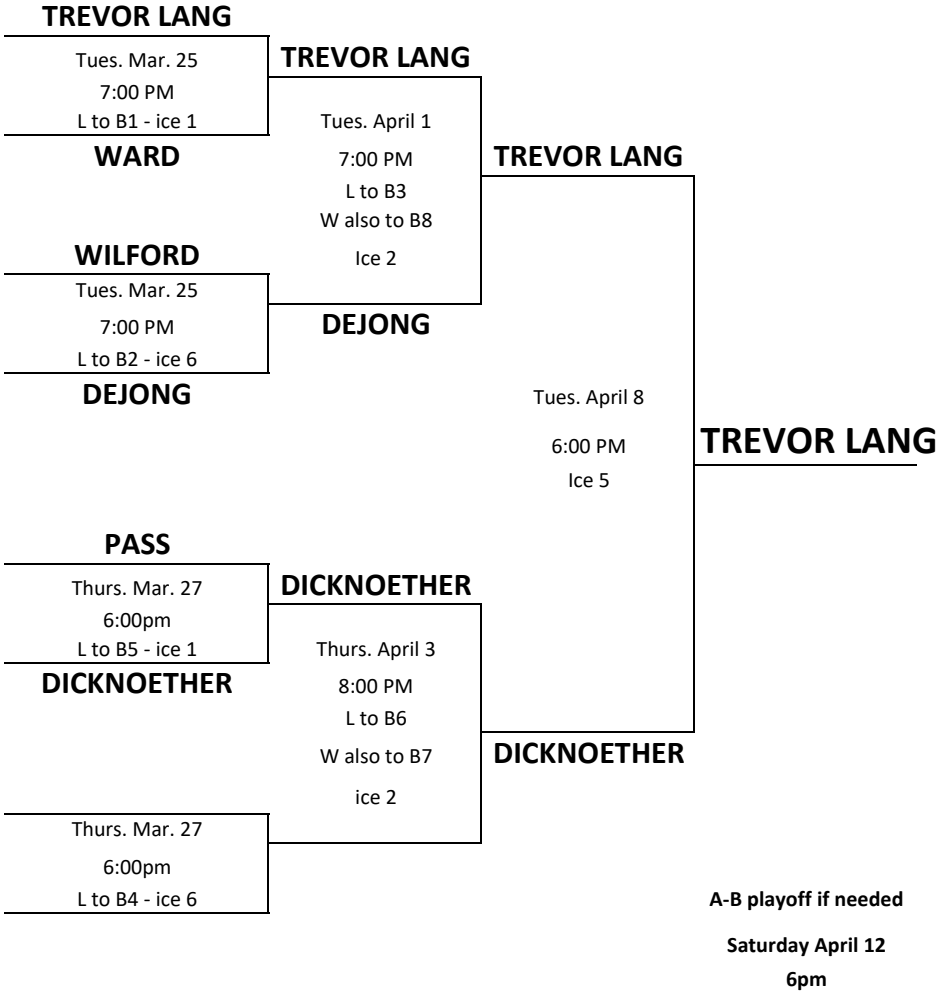 TREVOR LANG
Tues. Mar. 25
7:00 PM
L to B1 - ice 1
WARD
WILFORD
Tues. Mar. 25
7:00 PM
L to B2 - ice 6
DEJONG
PASS
Thurs. Mar. 27
6:00pm
L to B5 - ice 1
DICKNOETHER
Thurs. Mar. 27
6:00pm
L to B4 - ice 6
TREVOR LANG
Tues. April 1
7:00 PM
L to B3
W also to B8
Ice 2
DEJONG
DICKNOETHER
Thurs. April 3
8:00 PM
L to B6
W also to B7
ice 2
TREVOR LANG
Tues. April 8
6:00 PM
Ice 5
DICKNOETHER
TREVOR LANG
A-B playoff if needed
Saturday April 12
6pm